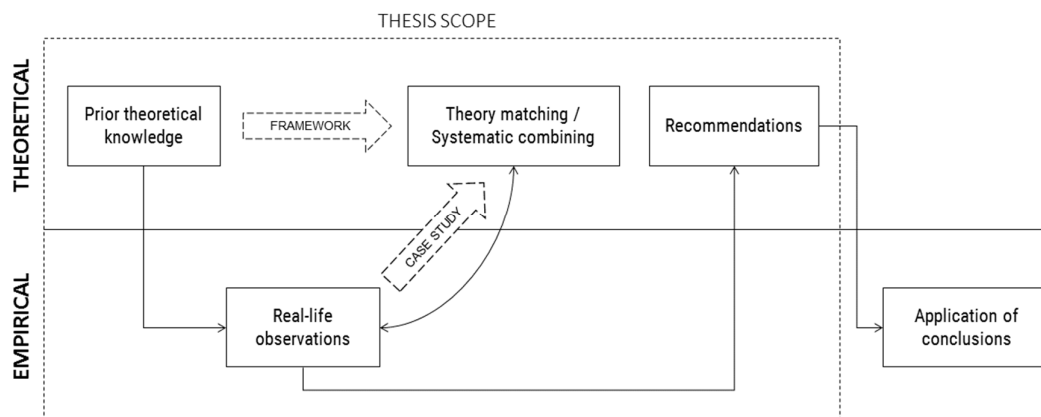 THESIS SCOPE
THEORETICAL
Prior theoretical
knowledge
FRAMEWORK
Theory matching /
Systematic combining
Recommendations
CASE STUDY
EMPIRICAL
Real-life
observations
Application of
conclusions